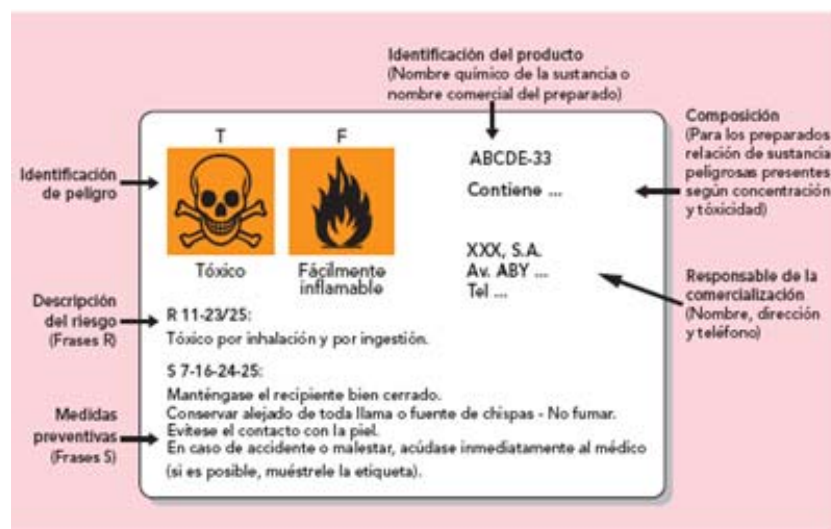 Identificación del producto
(Nombre químico de la sustancia o
nombre comercial del preparado)
Composición
(Para los preparados
relación de sustancia
peligrosas presentes
según concentración
y tóxicidad)
T
F
ABCDE-33
Contiene ...
Identificación
de peligro
Tóxico
Fácilmente
inflamable
XXX, S.A.
Av. ABY ...
Tel ...
Responsable de la
comercialización
(Nombre, dirección
y teléfono)
Descripción
del riesgo
(Frases R)
R 11-23/25:
Tóxico por inhalación y por ingestión.
S 7-16-24-25:
Manténgase el recipiente bien cerrado.
Conservar alejado de toda llama o fuente de chispas - No fumar.
Evítese el contacto con la piel.
En caso de accidente o malestar, acúdase inmediatamente al médico
(si es posible, muéstrele la etiqueta).
Medidas
preventivas
(Frases S)